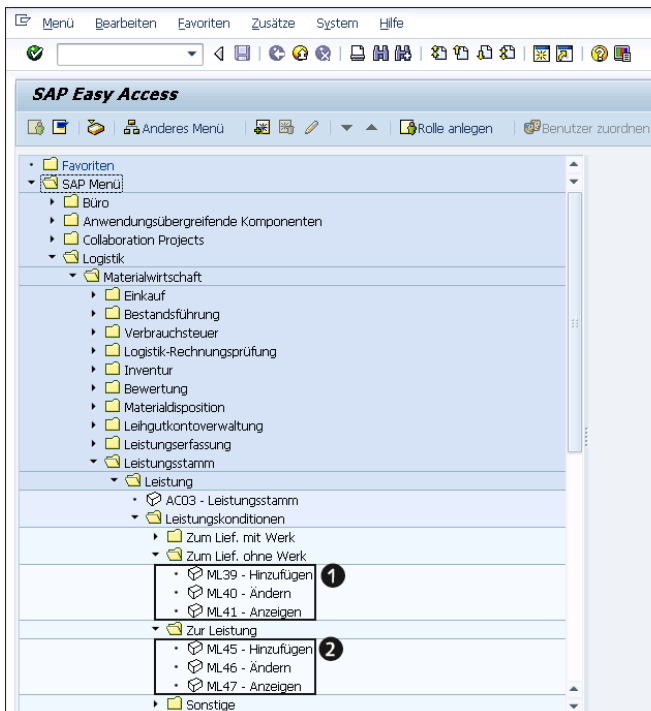 Menü Bearbeiten Favoriten Zusätze System Hilfe
SAP Easy Access
Anderes Menü Rolle anlegen Benutzer zuordnen
Favoriten
SAP Menü
Büro
Anwendungsübergreifende Komponenten
Collaboration Projects
Logistik
Materialwirtschaft
Einkauf
Bestandsführung
Verbrauchsteuer
Logistik-Rechnungsprüfung
Inventur
Bewertung
Materialdisposition
Leihgutkontoverwaltung
Leistungserfassung
Leistungsstamm
Leistung
AC03 - Leistungsstamm
Leistungskonditionen
Zum Lief. mit Werk
Zum Lief. ohne Werk
ML39 - Hinzufügen 1
ML40 - Ändern
ML41 - Anzeigen
Zur Leistung
ML45 - Hinzufügen 2
ML46 - Ändern
ML47 - Anzeigen
Sonstige